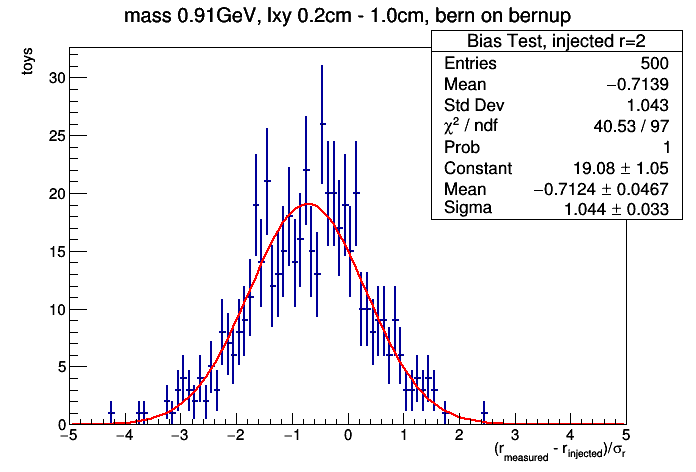 mass 0.91GeV, lxy 0.2cm - 1.0cm, bern on bernup
Bias Test, injected r=2
Entries 500
Mean −0.7139
Std Dev 1.043
χ² / ndf 40.53 / 97
Prob 1
Constant 19.08 ± 1.05
Mean −0.7124 ± 0.0467
Sigma 1.044 ± 0.033
toys
30
25
20
15
10
5
0
−5 −4 −3 −2 −1 0 1 2 3 4 5
(r_measured - r_injected)/σ_r